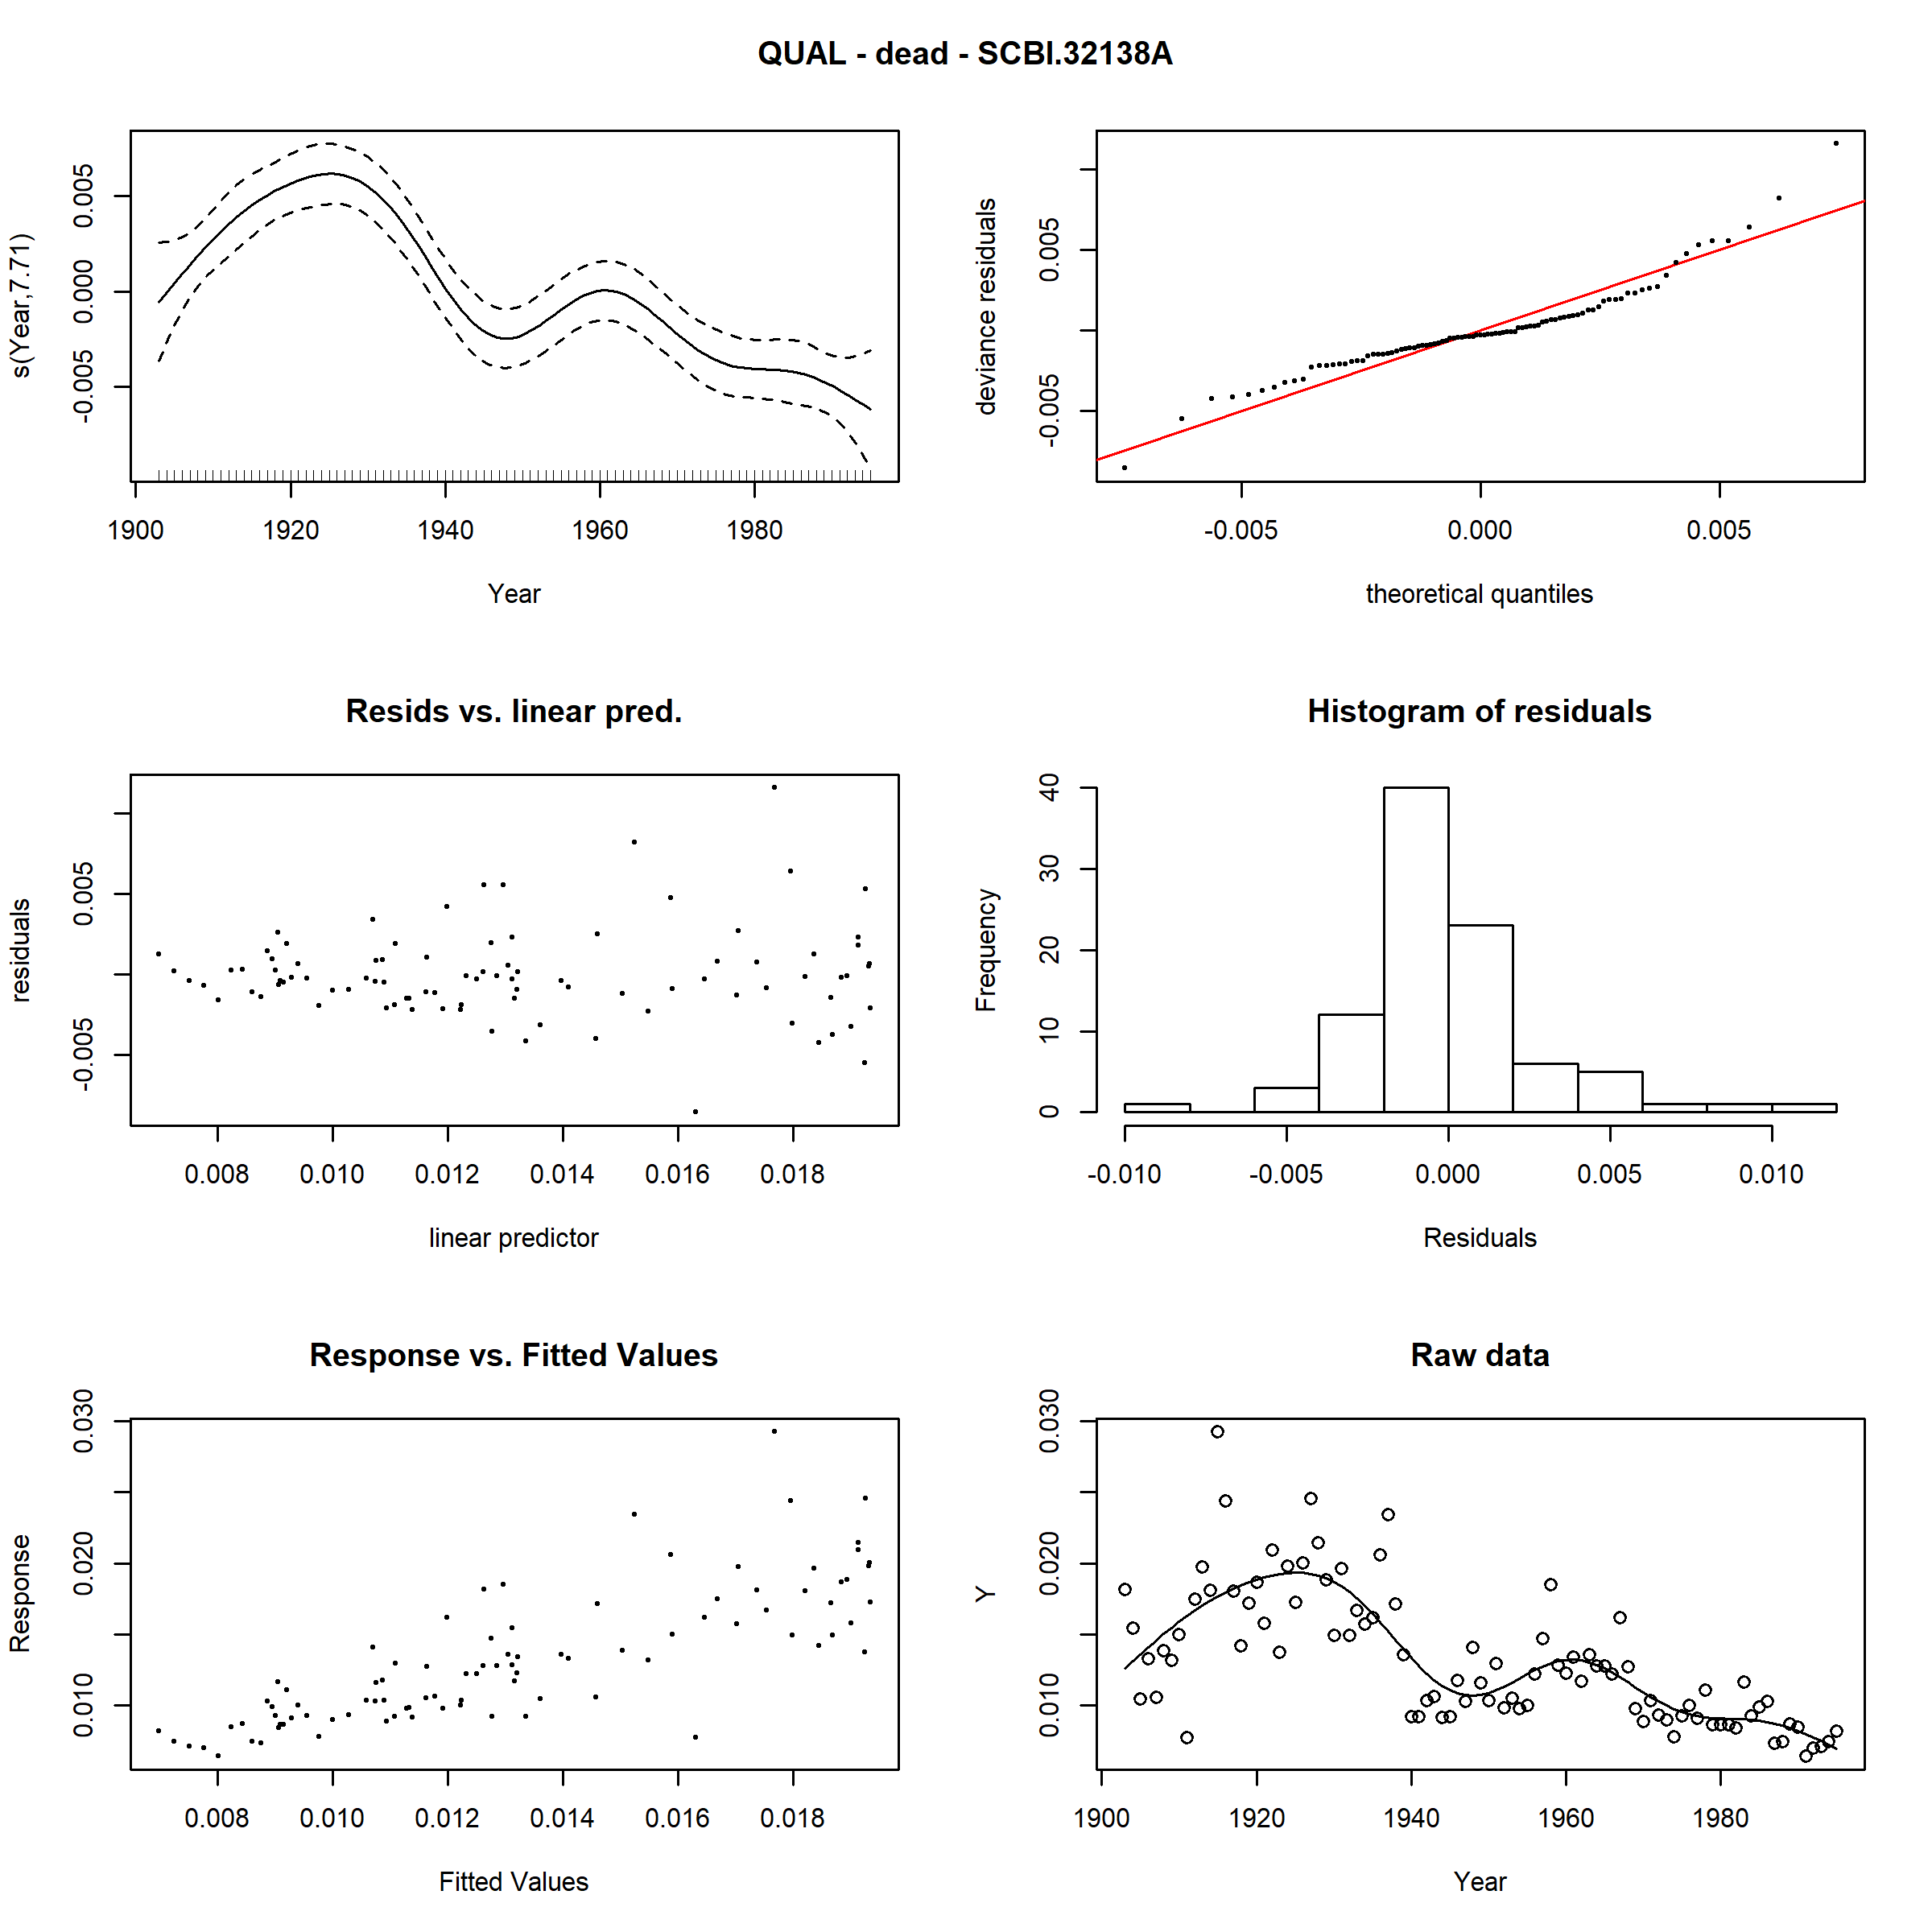 QUAL - dead - SCBI.32138A
s(Year,7.71)
0.005
0.000
-0.005
1900 1920 1940 1960 1980
Year
deviance residuals
0.005
-0.005
-0.005 0.000 0.005
theoretical quantiles
Resids vs. linear pred.
residuals
0.005
-0.005
0.008 0.010 0.012 0.014 0.016 0.018
linear predictor
Histogram of residuals
Frequency
40
30
20
10
0
-0.010 -0.005 0.000 0.005 0.010
Residuals
Response vs. Fitted Values
Response
0.030
0.020
0.010
0.008 0.010 0.012 0.014 0.016 0.018
Fitted Values
Raw data
Y
0.030
0.020
0.010
1900 1920 1940 1960 1980
Year